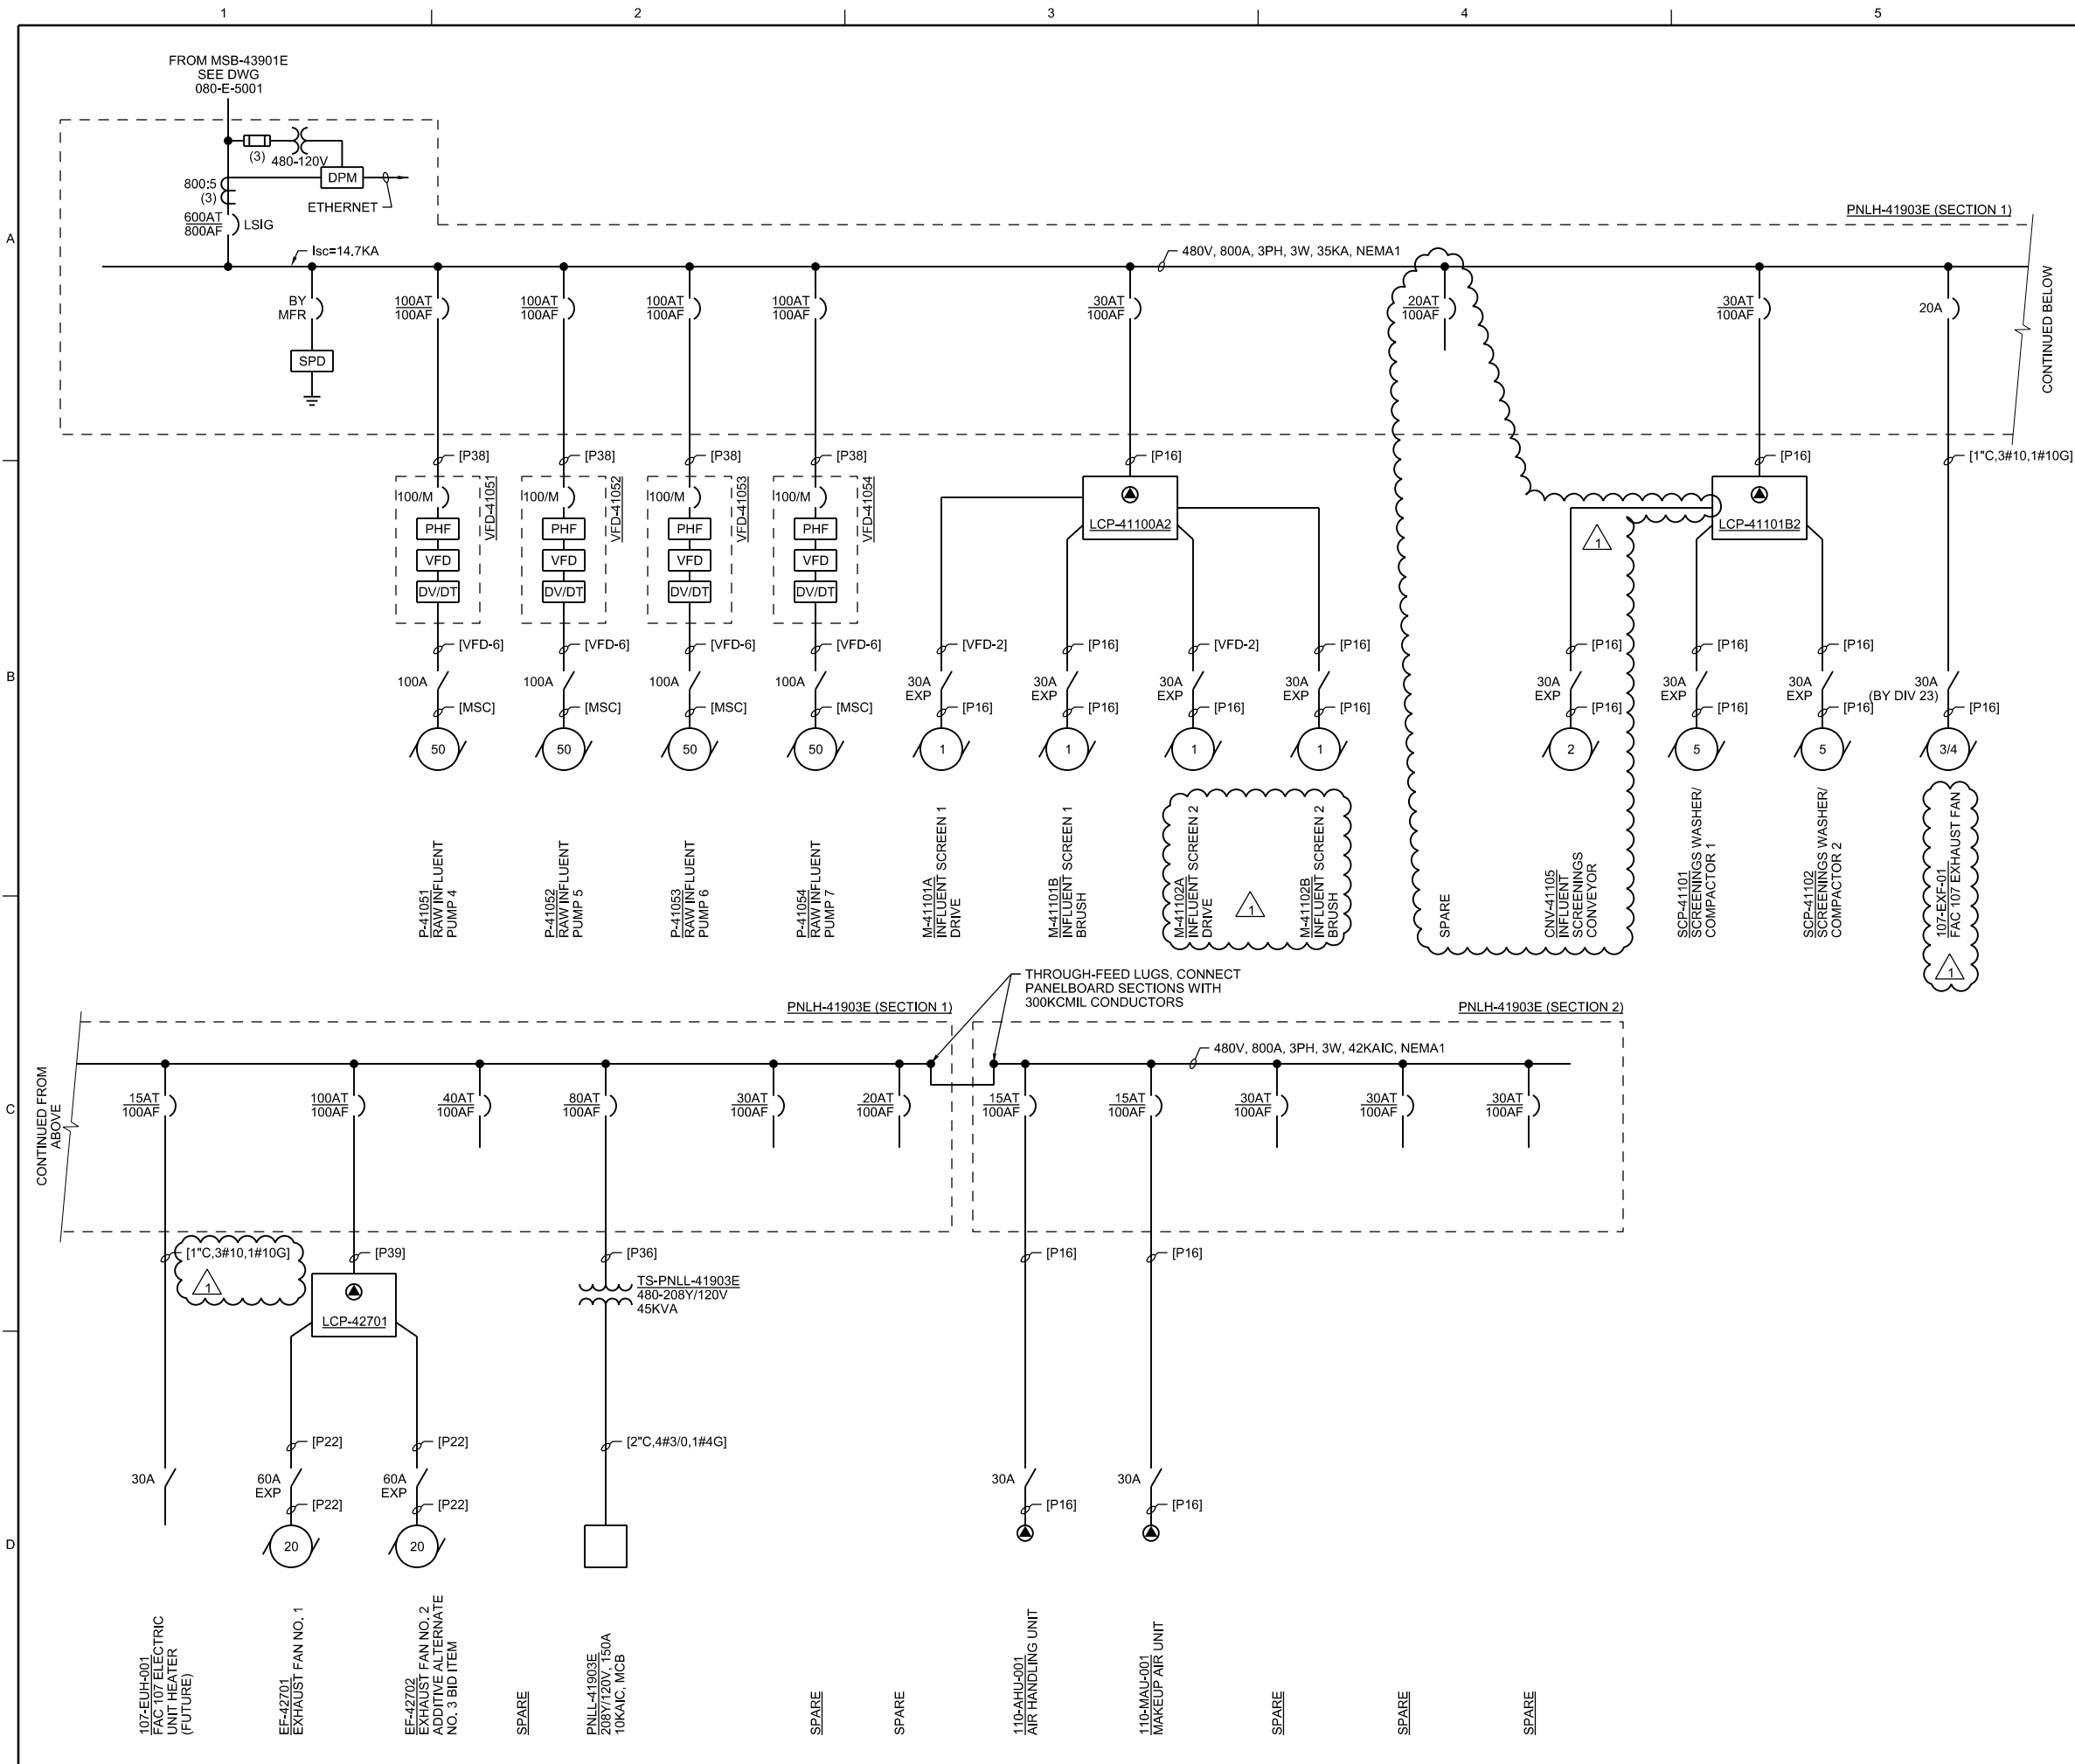 1
2
3
4
5
FROM MSB-43901E
SEE DWG
080-E-5001
(3)
480-120V
DPM
800:5
(3)
ETHERNET
600AT
800AF
LSIG
PNLH-41903E (SECTION 1)
A
Isc=14.7KA
480V, 800A, 3PH, 3W, 35KA, NEMA1
BY
MFR
100AT
100AF
100AT
100AF
100AT
100AF
100AT
100AF
30AT
100AF
20AT
100AF
30AT
100AF
20A
CONTINUED BELOW
SPD
[P38]
[P38]
[P38]
[P38]
[P16]
[P16]
[1"C,3#10,1#10G]
100/M
PHF
VFD
DV/DT
VFD-41051
100/M
PHF
VFD
DV/DT
VFD-41052
100/M
PHF
VFD
DV/DT
VFD-41053
100/M
PHF
VFD
DV/DT
VFD-41054
LCP-41100A2
LCP-41101B2
1
[VFD-6]
[VFD-6]
[VFD-6]
[VFD-6]
[VFD-2]
[P16]
[VFD-2]
[P16]
[P16]
[P16]
[P16]
B
100A
100A
100A
100A
30A
EXP
30A
EXP
30A
EXP
30A
EXP
30A
EXP
30A
EXP
30A
EXP
30A
(BY DIV 23)
[MSC]
[MSC]
[MSC]
[MSC]
[P16]
[P16]
[P16]
[P16]
[P16]
[P16]
[P16]
[P16]
50
50
50
50
1
1
1
1
2
5
5
3/4
P-41051
RAW INFLUENT
PUMP 4
P-41052
RAW INFLUENT
PUMP 5
P-41053
RAW INFLUENT
PUMP 6
P-41054
RAW INFLUENT
PUMP 7
M-41101A
INFLUENT SCREEN 1
DRIVE
M-41101B
INFLUENT SCREEN 1
BRUSH
M-41102A
INFLUENT SCREEN 2
DRIVE
1
M-41102B
INFLUENT SCREEN 2
BRUSH
SPARE
CNV-41105
INFLUENT
SCREENINGS
CONVEYOR
SCP-41101
SCREENINGS WASHER/
COMPACTOR 1
SCP-41102
SCREENINGS WASHER/
COMPACTOR 2
107-EXF-01
FAC 107 EXHAUST FAN
1
THROUGH-FEED LUGS, CONNECT
PANELBOARD SECTIONS WITH
300KCMIL CONDUCTORS
PNLH-41903E (SECTION 1)
PNLH-41903E (SECTION 2)
480V, 800A, 3PH, 3W, 42KAIC, NEMA1
C
CONTINUED FROM
ABOVE
15AT
100AF
100AT
100AF
40AT
100AF
80AT
100AF
30AT
100AF
20AT
100AF
15AT
100AF
15AT
100AF
30AT
100AF
30AT
100AF
30AT
100AF
[1"C,3#10,1#10G]
1
[P39]
[P36]
[P16]
[P16]
TS-PNLL-41903E
480-208Y/120V
45KVA
LCP-42701
[P22]
[P22]
[2"C,4#3/0,1#4G]
30A
60A
EXP
60A
EXP
30A
30A
[P22]
[P22]
[P16]
[P16]
D
20
20
107-EUH-001
FAC 107 ELECTRIC
UNIT HEATER
(FUTURE)
EF-42701
EXHAUST FAN NO. 1
EF-42702
EXHAUST FAN NO. 2
ADDITIVE ALTERNATE
NO. 3 BID ITEM
SPARE
PNLL-41903E
208Y/120V, 150A
10KAIC, MCB
SPARE
SPARE
110-AHU-001
AIR HANDLING UNIT
110-MAU-001
MAKEUP AIR UNIT
SPARE
SPARE
SPARE